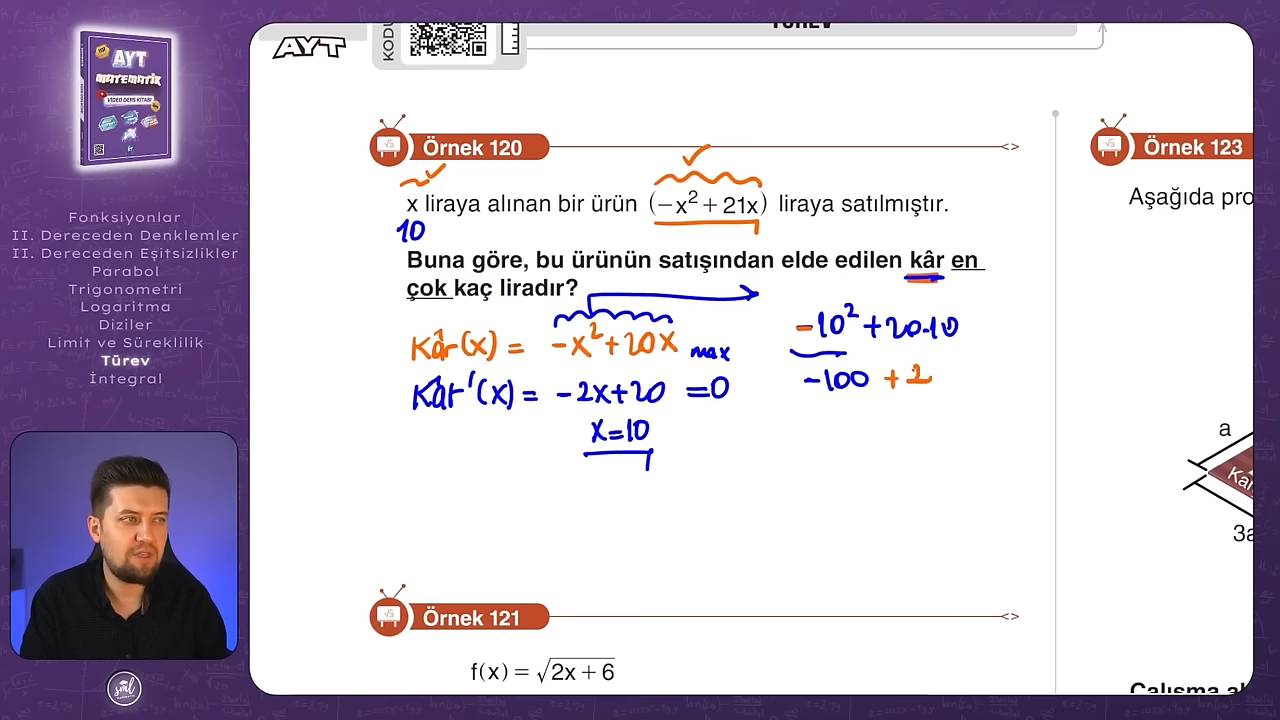 AYT
MATEMATİK
VİDEO DERS KİTABI
Fonksiyonlar
II. Dereceden Denklemler
II. Dereceden Eşitsizlikler
Parabol
Trigonometri
Logaritma
Diziler
Limit ve Süreklilik
Türev
İntegral
AYT
KODU
TÜREV
Örnek 120
x liraya alınan bir ürün (−x² + 21x) liraya satılmıştır.
10
Buna göre, bu ürünün satışından elde edilen kâr en
çok kaç liradır?
Kâr(x) = -x²+20x max
Kâr'(x) = -2x+20 =0
x=10
-10²+20.10
-100 + 2
Örnek 121
f(x) = √2x + 6
Örnek 123
Aşağıda pro
a
Kar
3a
Çalışma al